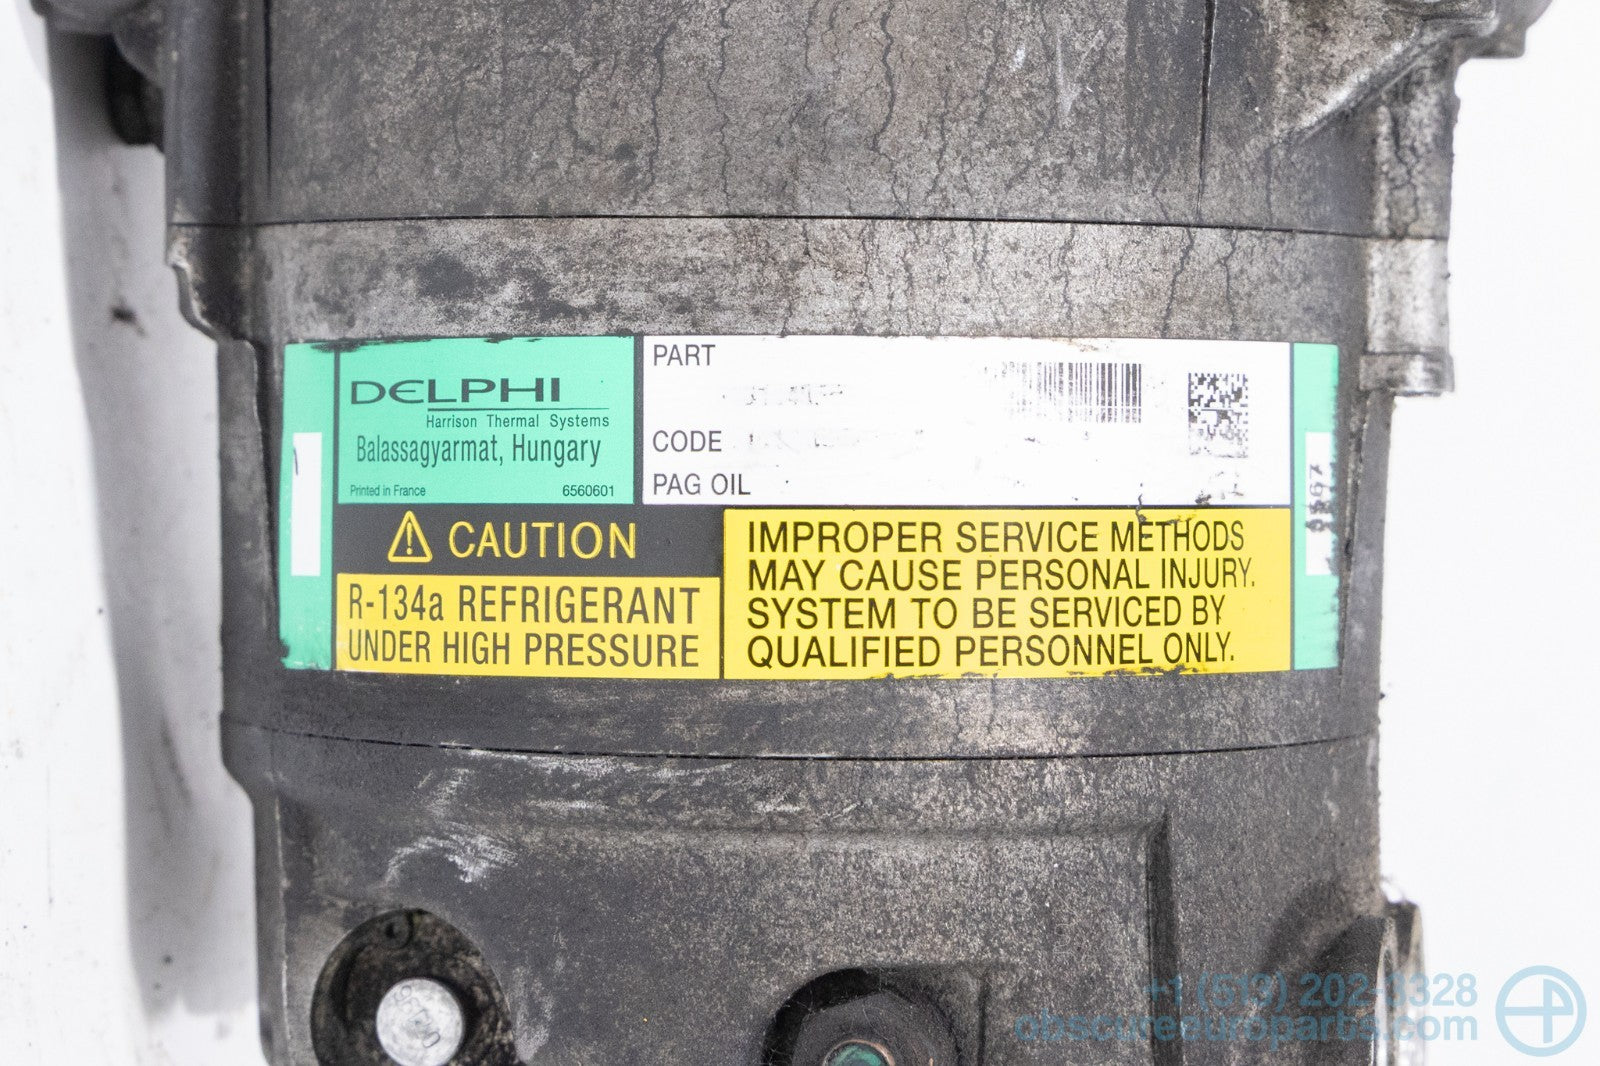 DELPHI
Harrison Thermal Systems
Balassagyarmat, Hungary
Printed in France 6560601
PART
CODE
PAG OIL
CAUTION
R-134a REFRIGERANT
UNDER HIGH PRESSURE
IMPROPER SERVICE METHODS
MAY CAUSE PERSONAL INJURY.
SYSTEM TO BE SERVICED BY
QUALIFIED PERSONNEL ONLY.
+1 (513) 202-3328
obscureeuroparts.com